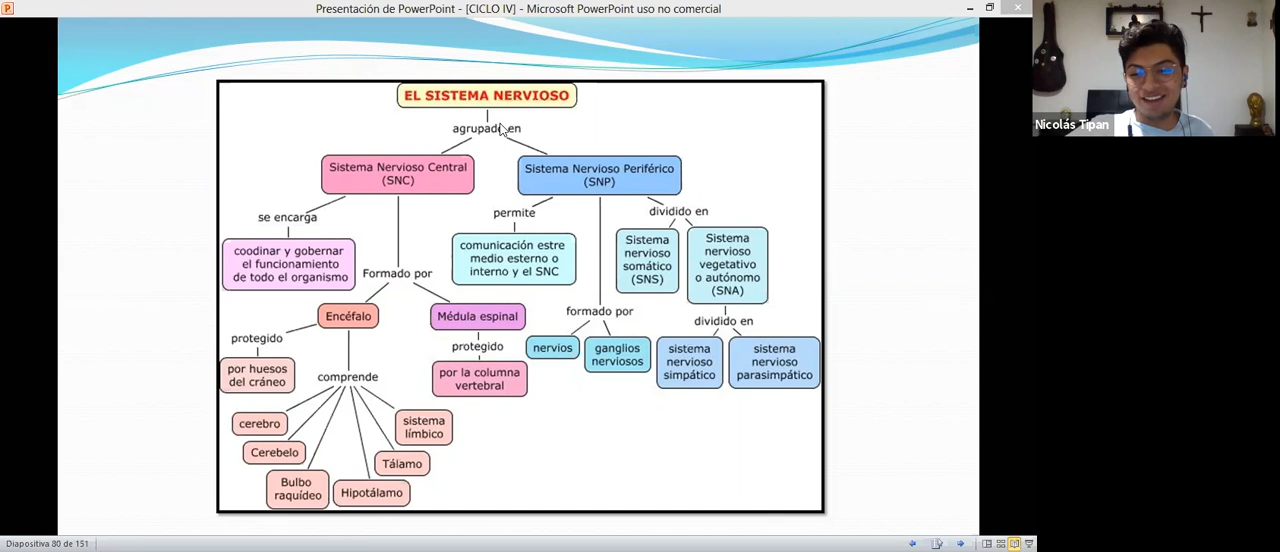 Presentación de PowerPoint - [CICLO IV] - Microsoft PowerPoint uso no comercial
EL SISTEMA NERVIOSO
agrupado en
Sistema Nervioso Central
(SNC)
Sistema Nervioso Periférico
(SNP)
se encarga
permite
dividido en
coodinar y gobernar
el funcionamiento
de todo el organismo
comunicación estre
medio esterno o
interno y el SNC
Sistema
nervioso
somático
(SNS)
Sistema
nervioso
vegetativo
o autónomo
(SNA)
Formado por
formado por
dividido en
Encéfalo
Médula espinal
protegido
protegido
nervios
ganglios
nerviosos
sistema
nervioso
simpático
sistema
nervioso
parasimpático
por huesos
del cráneo
comprende
por la columna
vertebral
cerebro
sistema
límbico
Cerebelo
Tálamo
Bulbo
raquídeo
Hipotálamo
Nicolás Tipan
Diapositiva 80 de 151